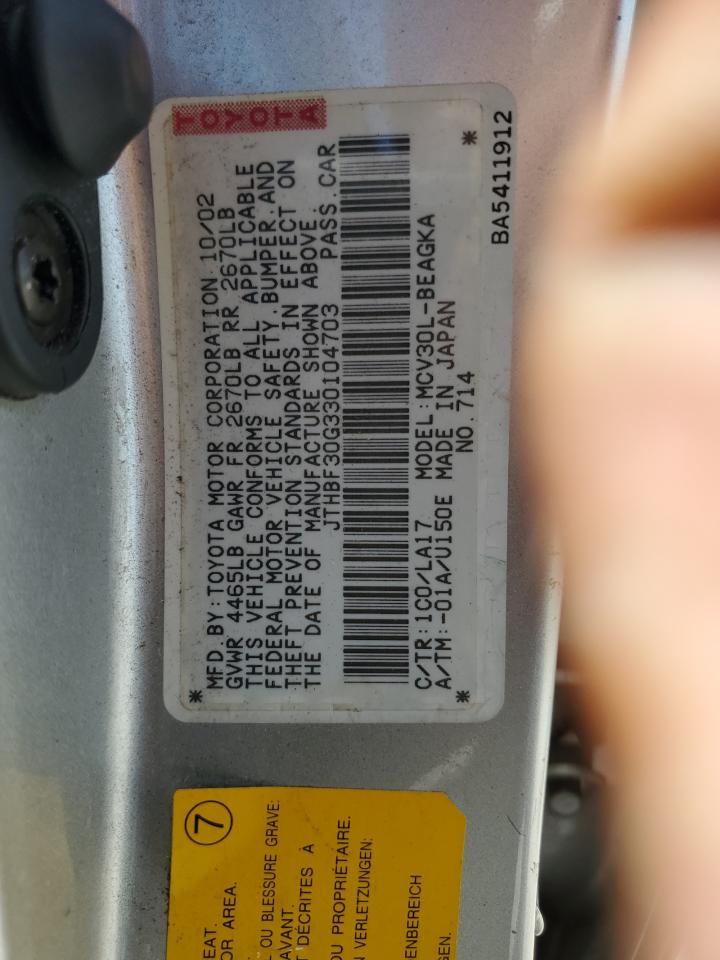 TOYOTA
MFD. BY: TOYOTA MOTOR CORPORATION 10/02
GVWR 4465LB GAWR FR 2670LB RR 2670LB
THIS VEHICLE CONFORMS TO ALL APPLICABLE
FEDERAL MOTOR VEHICLE SAFETY, BUMPER, AND
THEFT PREVENTION STANDARDS IN EFFECT ON
THE DATE OF MANUFACTURE SHOWN ABOVE.
JTHBF30G330104703 PASS. CAR
C/TR: 1C0/LA17 MODEL: MCV30L-BEAGKA
A/TM: -01A/U150E MADE IN JAPAN
NO. 714
BA5411912
7
EAT.
OR AREA.
OU BLESSURE GRAVE:
AVANT.
DÉCRITES À
PROPRIÉTAIRE.
VERLETZUNGEN:
ENBEREICH
GEN.